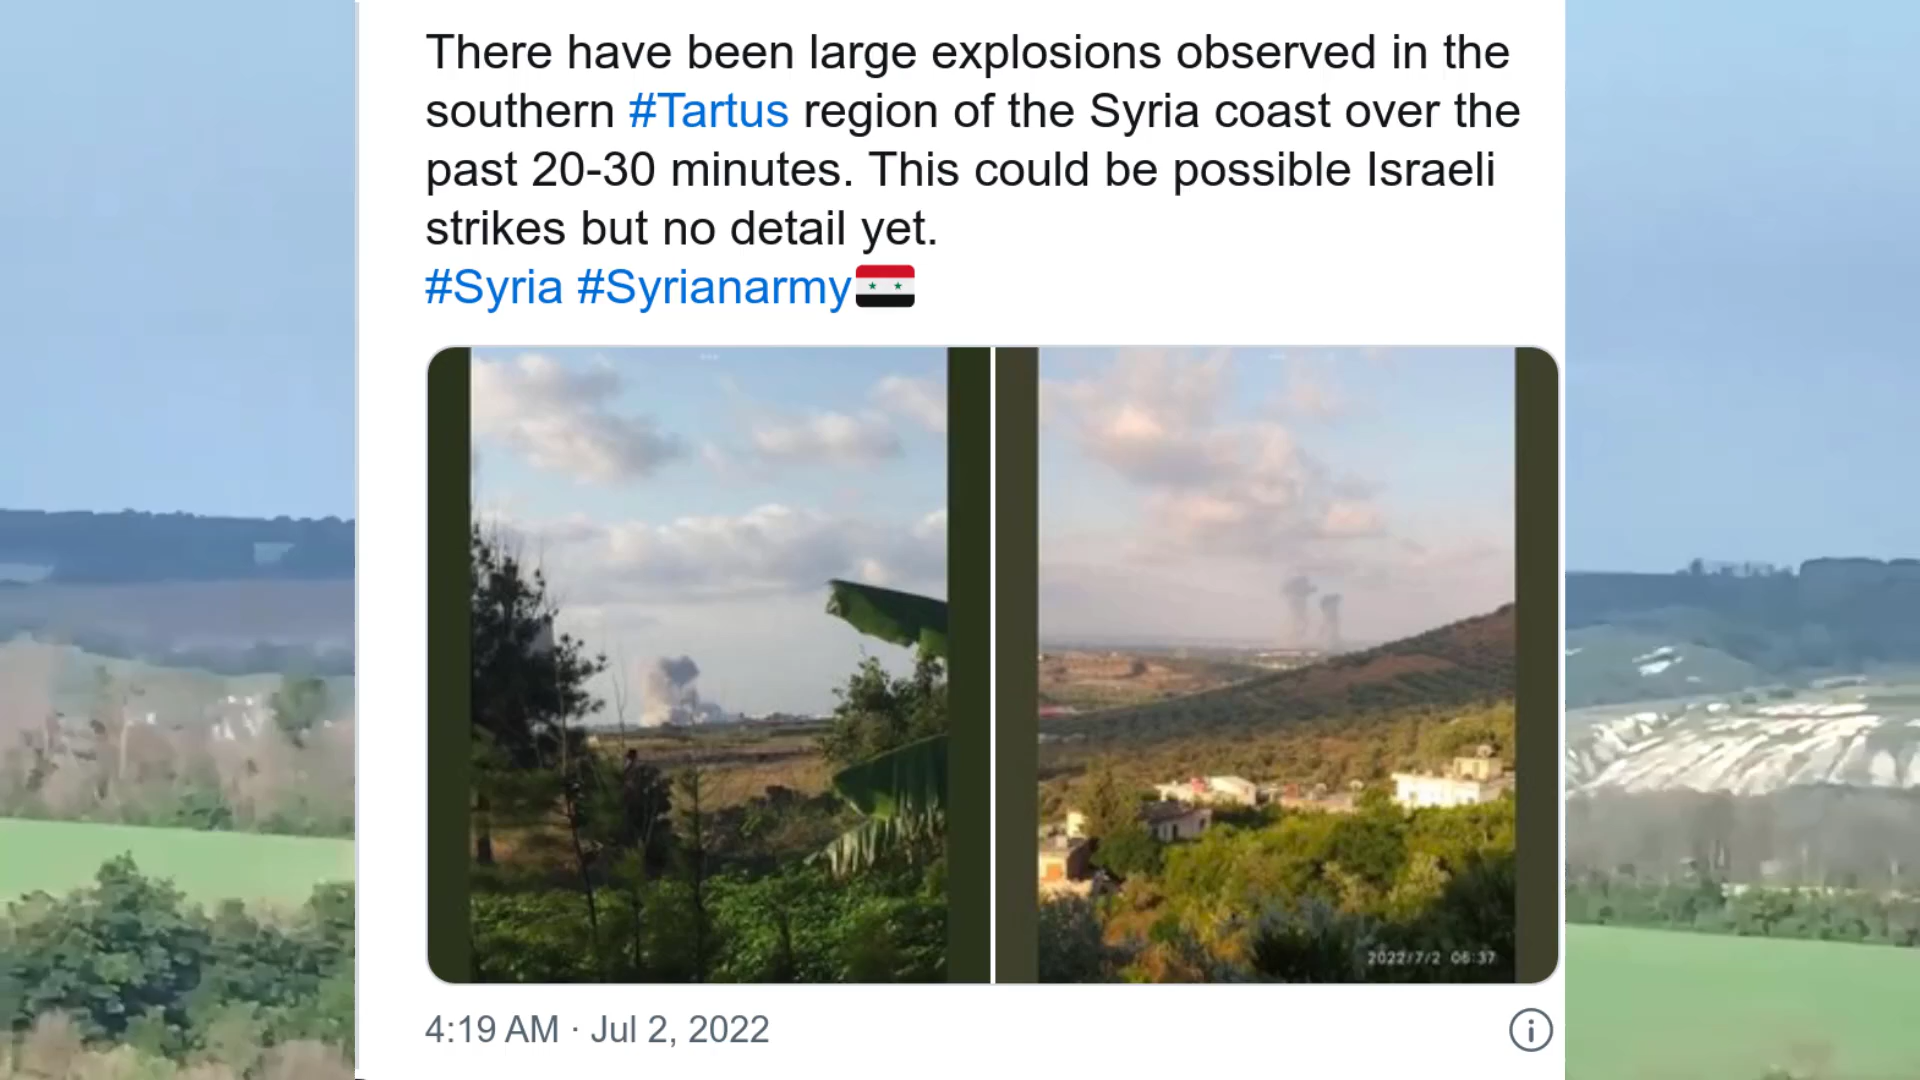 There have been large explosions observed in the
southern #Tartus region of the Syria coast over the
past 20-30 minutes. This could be possible Israeli
strikes but no detail yet.
#Syria #Syrianarmy
2022/7/2 06:37
4:19 AM · Jul 2, 2022